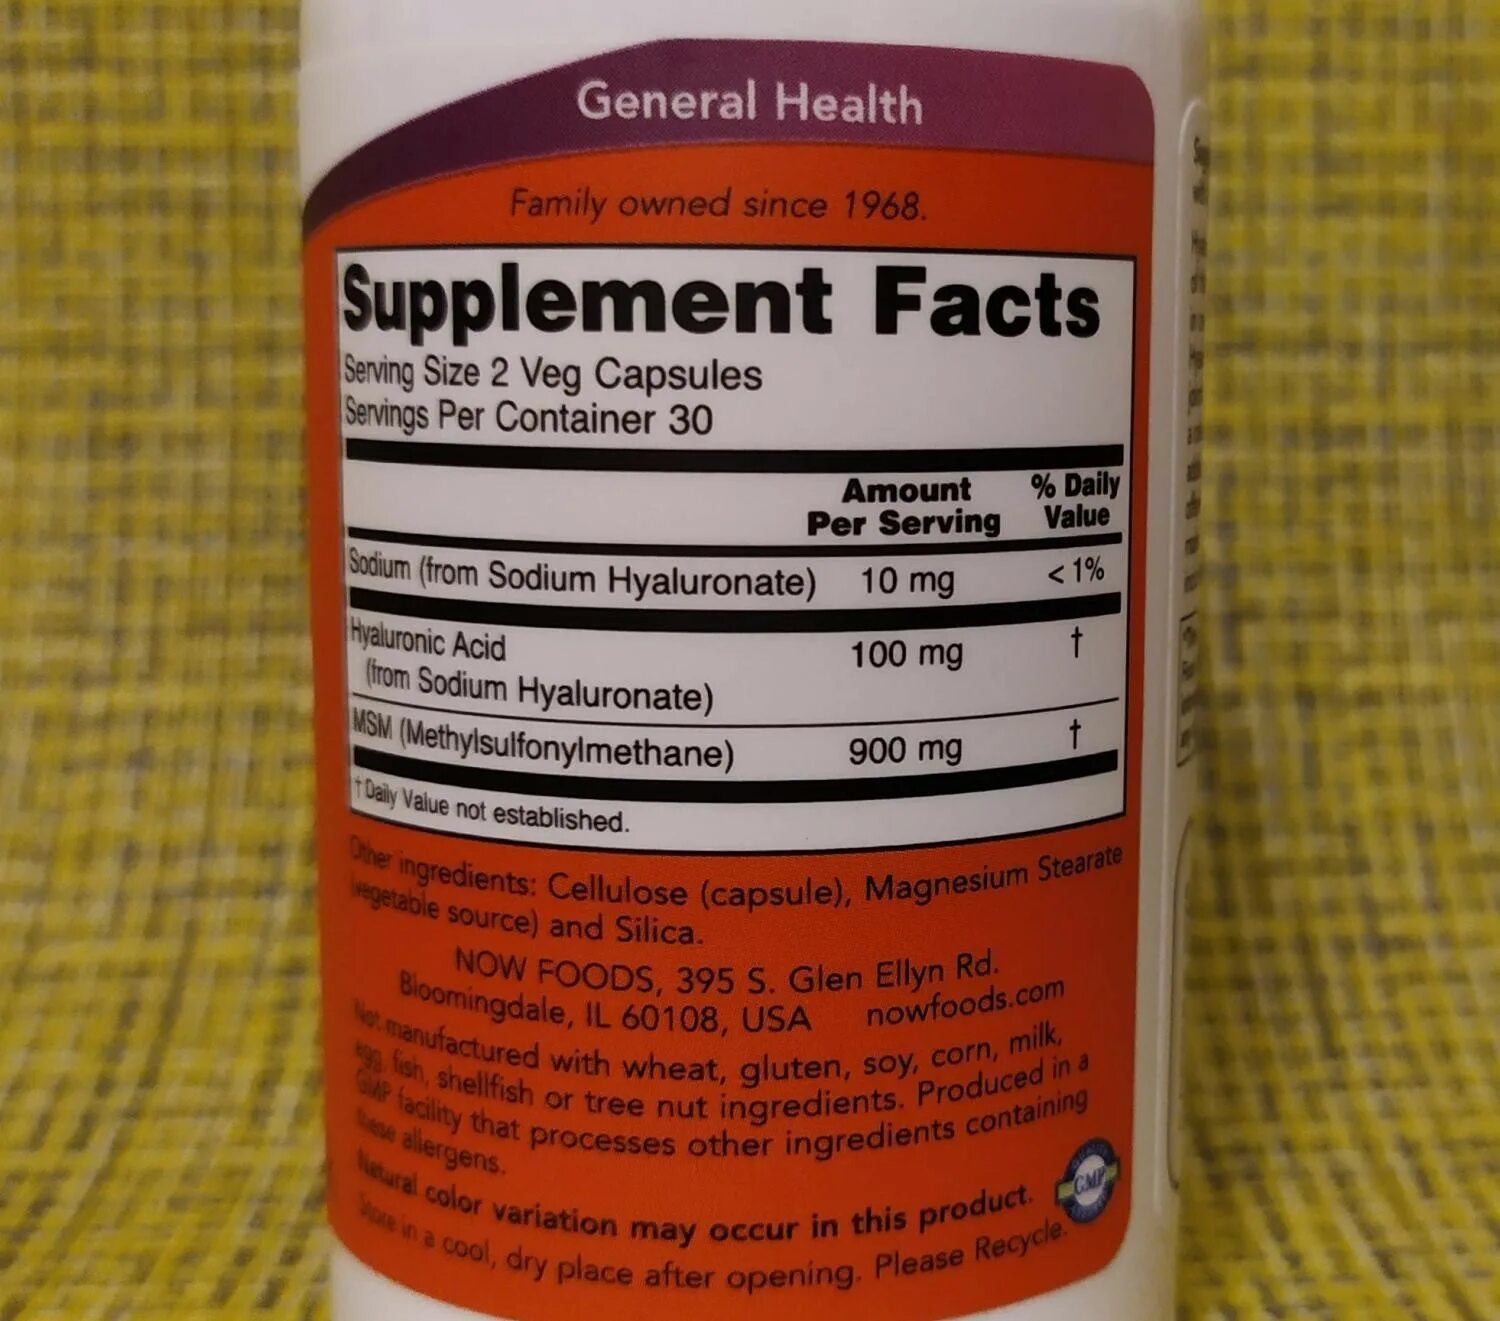 General Health
Family owned since 1968.
Supplement Facts
Serving Size 2 Veg Capsules
Servings Per Container 30
Amount Per Serving % Daily Value
Sodium (from Sodium Hyaluronate) 10 mg < 1%
Hyaluronic Acid 100 mg †
(from Sodium Hyaluronate)
MSM (Methylsulfonylmethane) 900 mg †
† Daily Value not established.
Other ingredients: Cellulose (capsule), Magnesium Stearate
(vegetable source) and Silica.
NOW FOODS, 395 S. Glen Ellyn Rd.
Bloomingdale, IL 60108, USA nowfoods.com
Not manufactured with wheat, gluten, soy, corn, milk,
egg, fish, shellfish or tree nut ingredients. Produced in a
GMP facility that processes other ingredients containing
these allergens.
Natural color variation may occur in this product.
Store in a cool, dry place after opening. Please Recycle.
GMP